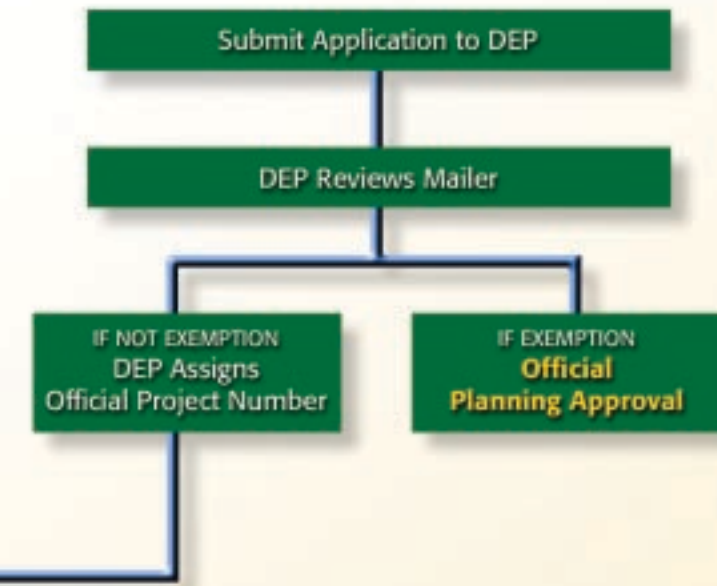 Submit Application to DEP
DEP Reviews Mailer
IF NOT EXEMPTION
DEP Assigns
Official Project Number
IF EXEMPTION
Official
Planning Approval